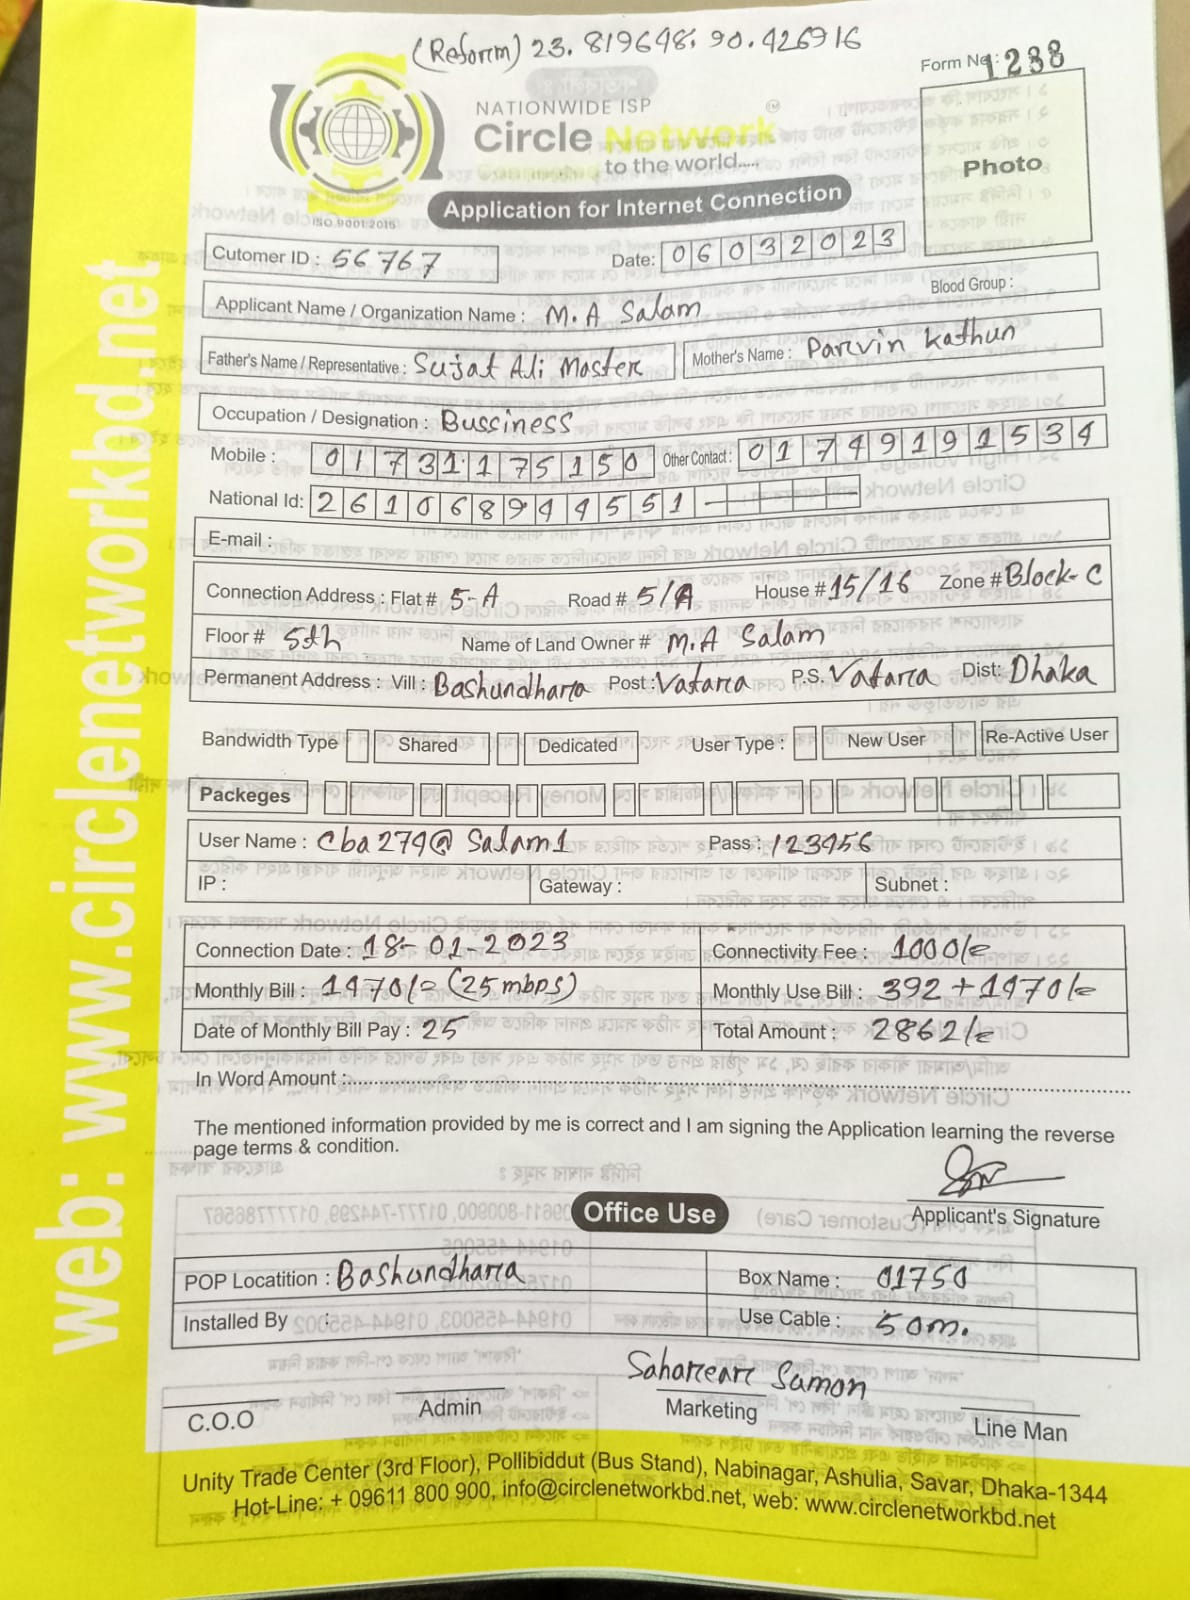 (Reform) 23.819648, 90.426916
Form No: 1288
NATIONWIDE ISP
Circle Network
to the world.....
ISO 9001:2015
Photo
Application for Internet Connection
Cutomer ID : 56767
Date: 06032023
Blood Group :
Applicant Name / Organization Name : M.A Salam
Father's Name / Representative : Sujat Ali Master
Mother's Name : Parvin Kathun
Occupation / Designation : Bussiness
Mobile : 01731175150 Other Contact : 01749191534
National Id: 261068944551
E-mail :
Connection Address : Flat # 5-A Road # 5/A House # 15/16 Zone # Block-C
Floor # 5th Name of Land Owner # M.A Salam
Permanent Address : Vill : Bashundhara Post : Vatara P.S. Vatara Dist: Dhaka
Bandwidth Type Shared Dedicated User Type : New User Re-Active User
Packeges
User Name : Cba274@Salam1 Pass : 123456
IP : Gateway : Subnet :
Connection Date : 18-01-2023 Connectivity Fee : 1000/=
Monthly Bill : 1470/= (25 mbps) Monthly Use Bill : 392 + 1470/=
Date of Monthly Bill Pay : 25 Total Amount : 2862/=
In Word Amount :
The mentioned information provided by me is correct and I am signing the Application learning the reverse
page terms & condition.
Applicant's Signature
Office Use
POP Locatition : Bashundhara Box Name : 01750
Installed By : Use Cable : 50m.
Sahareare Sumon
C.O.O Admin Marketing Line Man
Unity Trade Center (3rd Floor), Pollibiddut (Bus Stand), Nabinagar, Ashulia, Savar, Dhaka-1344
Hot-Line: + 09611 800 900, info@circlenetworkbd.net, web: www.circlenetworkbd.net
web: www.circlenetworkbd.net